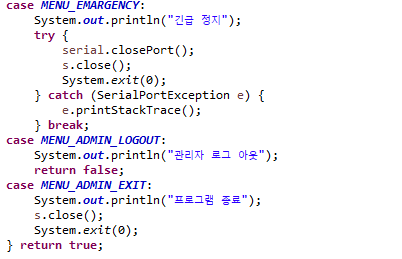 case MENU_EMARGENCY:
    System.out.println("긴급 정지");
    try {
        serial.closePort();
        s.close();
        System.exit(0);
    } catch (SerialPortException e) {
        e.printStackTrace();
    } break;
case MENU_ADMIN_LOGOUT:
    System.out.println("관리자 로그 아웃");
    return false;
case MENU_ADMIN_EXIT:
    System.out.println("프로그램 종료");
    s.close();
    System.exit(0);
} return true;